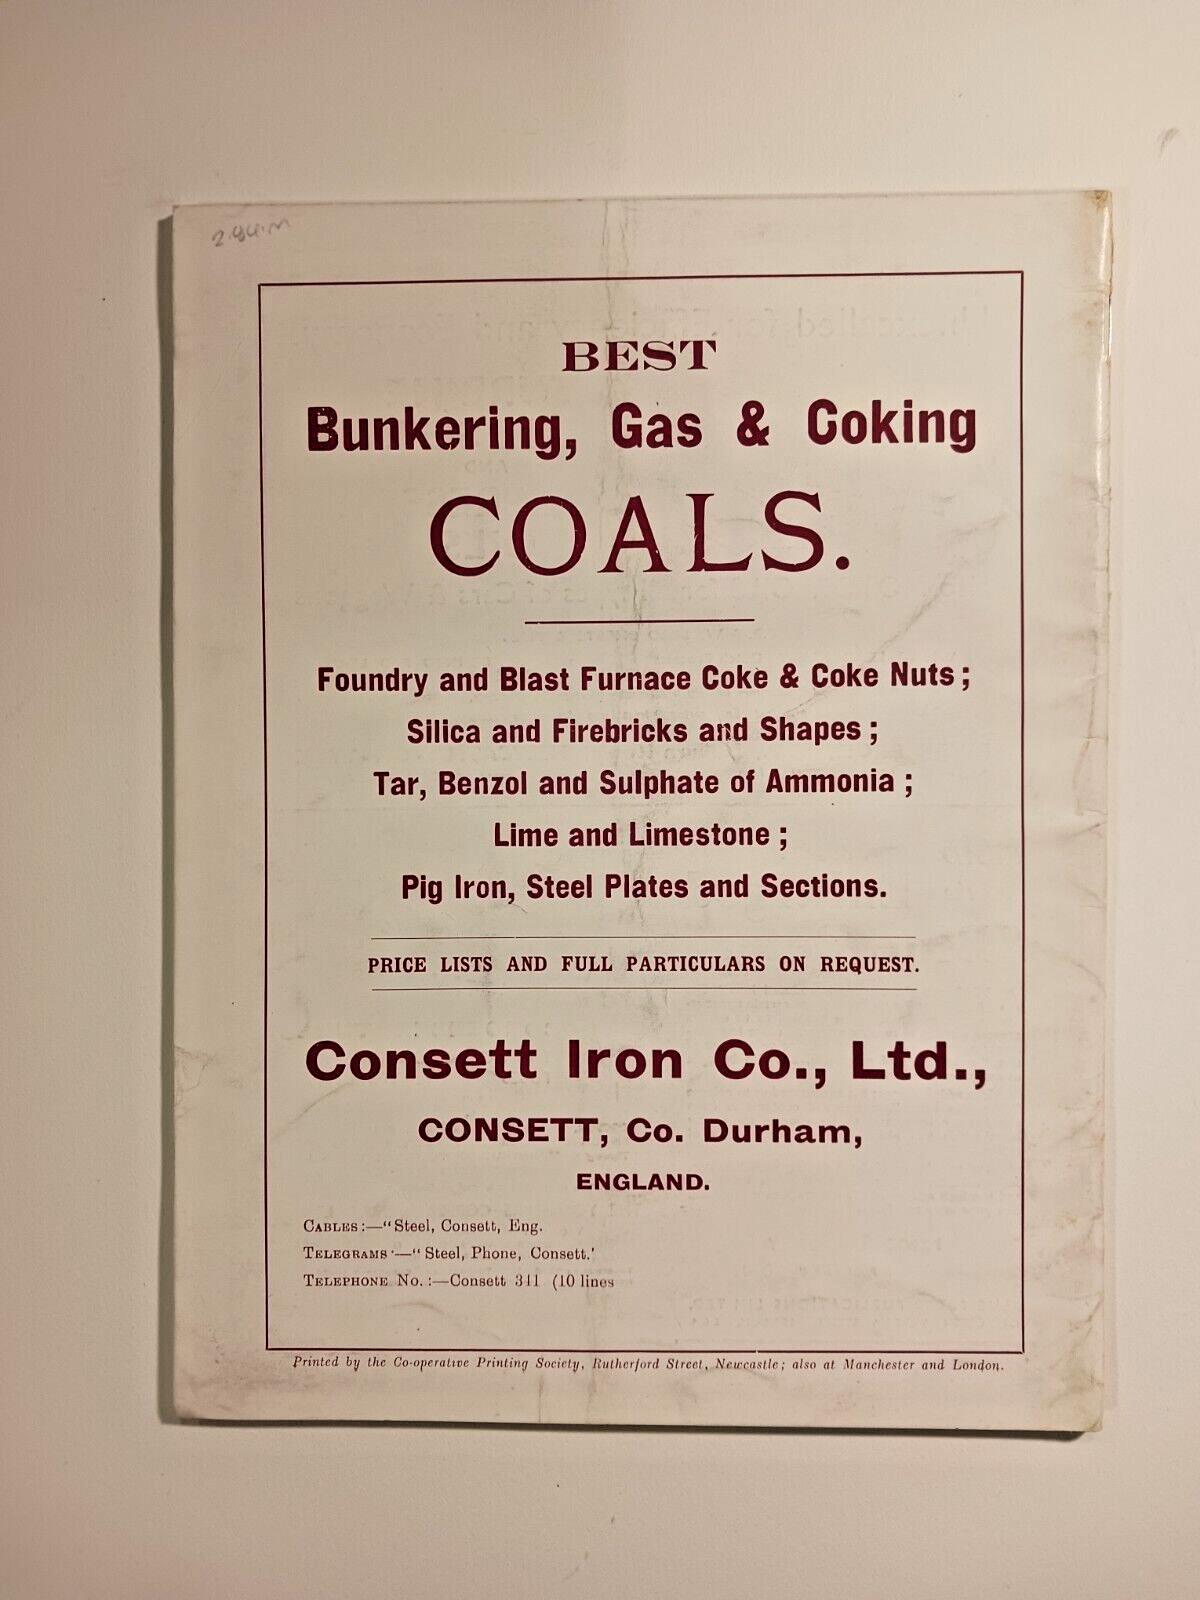 BEST
Bunkering, Gas & Coking
COALS.
Foundry and Blast Furnace Coke & Coke Nuts;
Silica and Firebricks and Shapes;
Tar, Benzol and Sulphate of Ammonia;
Lime and Limestone;
Pig Iron, Steel Plates and Sections.
PRICE LISTS AND FULL PARTICULARS ON REQUEST.
Consett Iron Co., Ltd.,
CONSETT, Co. Durham,
ENGLAND.
CABLES:—"Steel, Consett, Eng.
TELEGRAMS·—"Steel, Phone, Consett.'
TELEPHONE NO.:—Consett 341 (10 lines
Printed by the Co-operative Printing Society, Rutherford Street, Newcastle; also at Manchester and London.